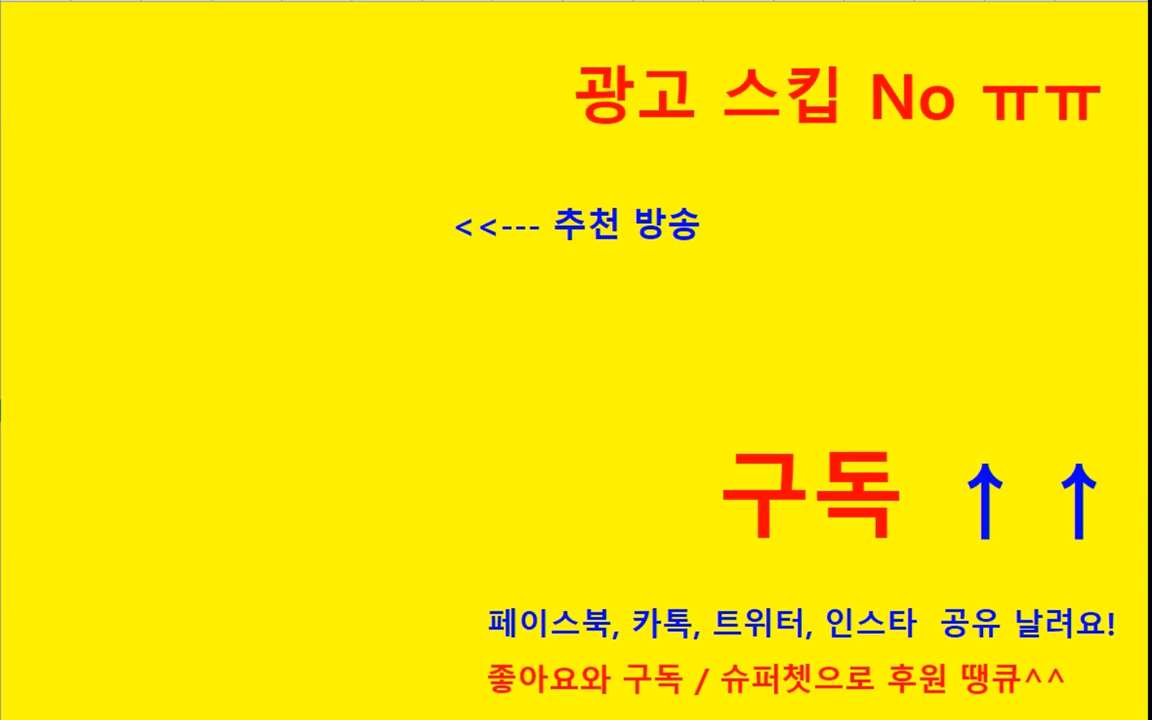 광고 스킵 No ㅠㅠ
<<--- 추천 방송
구독 ↑ ↑
페이스북, 카톡, 트위터, 인스타 공유 날려요!
좋아요와 구독 / 슈퍼쳇으로 후원 땡큐^^